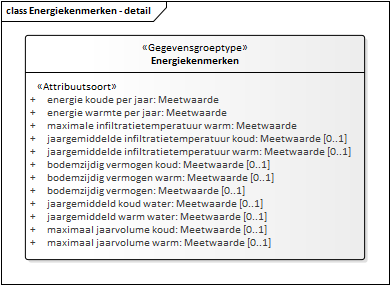 class Energiekenmerken - detail
«Gegevensgroeptype»
Energiekenmerken
«Attribuutsoort»
+ energie koude per jaar: Meetwaarde
+ energie warmte per jaar: Meetwaarde
+ maximale infiltratietemperatuur warm: Meetwaarde
+ jaargemiddelde infiltratietemperatuur koud: Meetwaarde [0..1]
+ jaargemiddelde infiltratietemperatuur warm: Meetwaarde [0..1]
+ bodemzijdig vermogen koud: Meetwaarde [0..1]
+ bodemzijdig vermogen warm: Meetwaarde [0..1]
+ bodemzijdig vermogen: Meetwaarde [0..1]
+ jaargemiddeld koud water: Meetwaarde [0..1]
+ jaargemiddeld warm water: Meetwaarde [0..1]
+ maximaal jaarvolume koud: Meetwaarde [0..1]
+ maximaal jaarvolume warm: Meetwaarde [0..1]